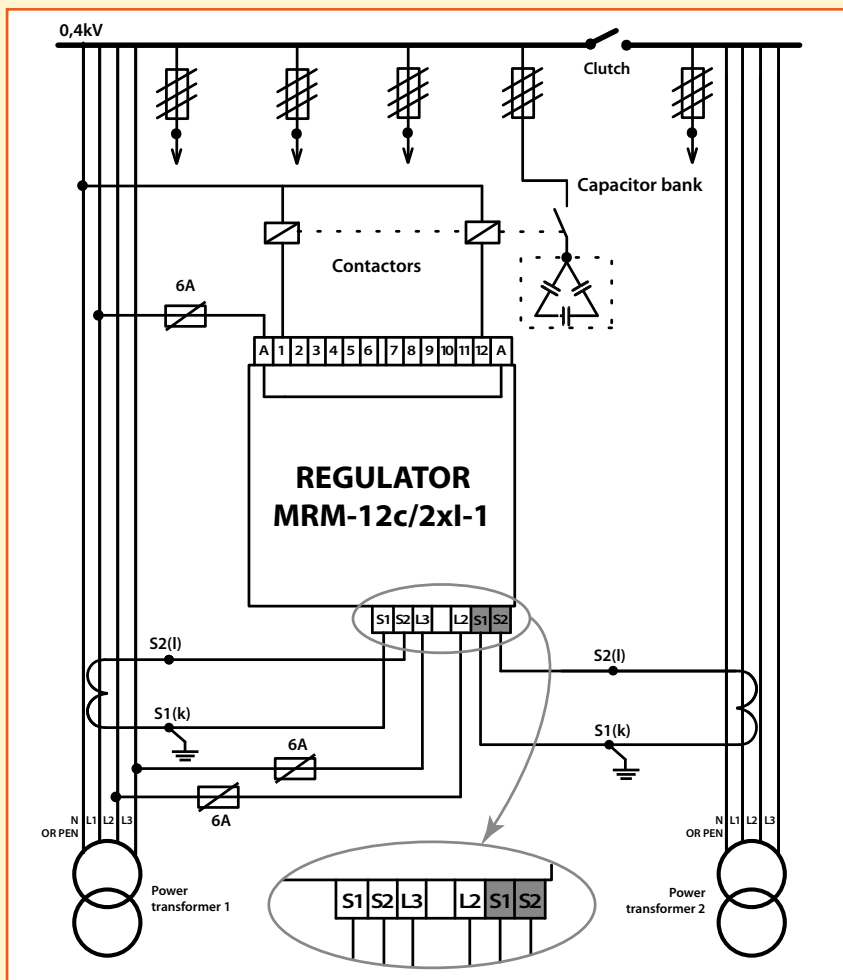 0,4kV
Clutch
Capacitor bank
Contactors
6A
A 1 2 3 4 5 6 7 8 9 10 11 12 A
REGULATOR
MRM-12c/2xI-1
S1 S2 L3 L2 S1 S2
S2(l)
S2(l)
S1(k)
S1(k)
6A
6A
N L1 L2 L3
OR PEN
N L1 L2 L3
OR PEN
Power
transformer 1
Power
transformer 2
S1 S2 L3 L2 S1 S2